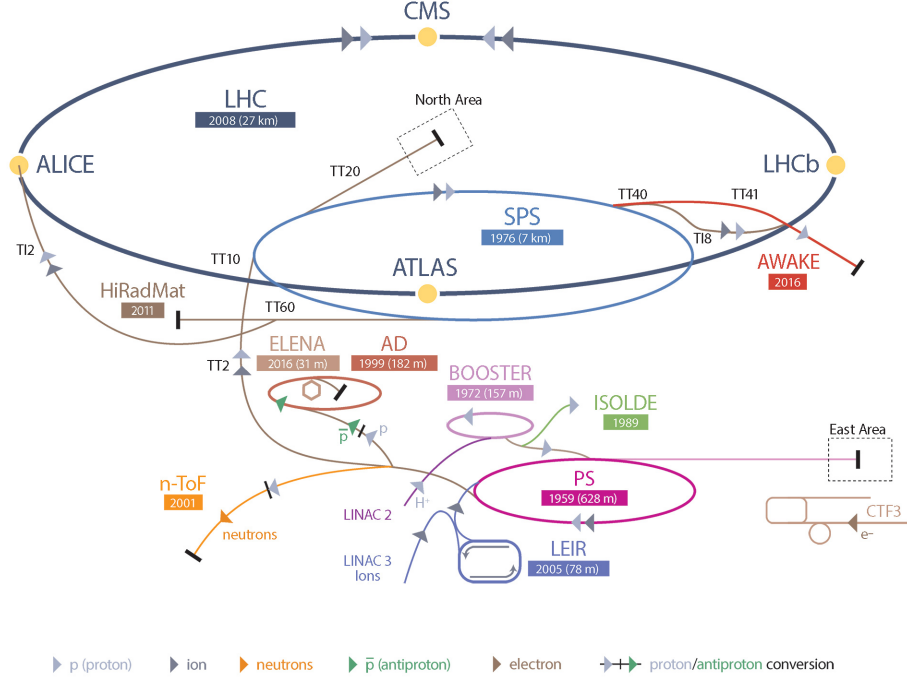 CMS
LHC
2008 (27 km)
North Area
ALICE
LHCb
TT20
TT40
TT41
SPS
1976 (7 km)
TI2
TI8
TT10
ATLAS
AWAKE
2016
HiRadMat
2011
TT60
ELENA
2016 (31 m)
AD
1999 (182 m)
TT2
BOOSTER
1972 (157 m)
ISOLDE
1989
p
p̅
East Area
n-ToF
2001
PS
1959 (628 m)
H⁺
LINAC 2
neutrons
CTF3
e⁻
LEIR
2005 (78 m)
LINAC 3
Ions
p (proton)
ion
neutrons
p̅ (antiproton)
electron
proton/antiproton conversion